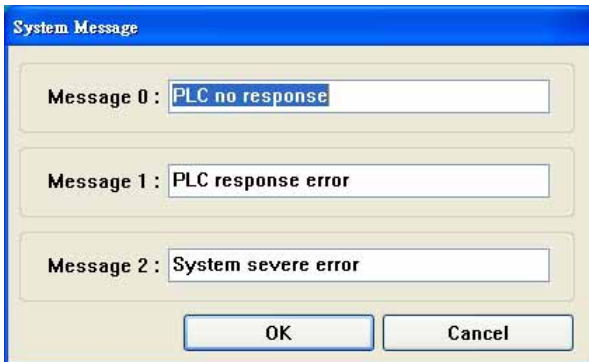 System Message
Message 0 : PLC no response
Message 1 : PLC response error
Message 2 : System severe error
OK Cancel